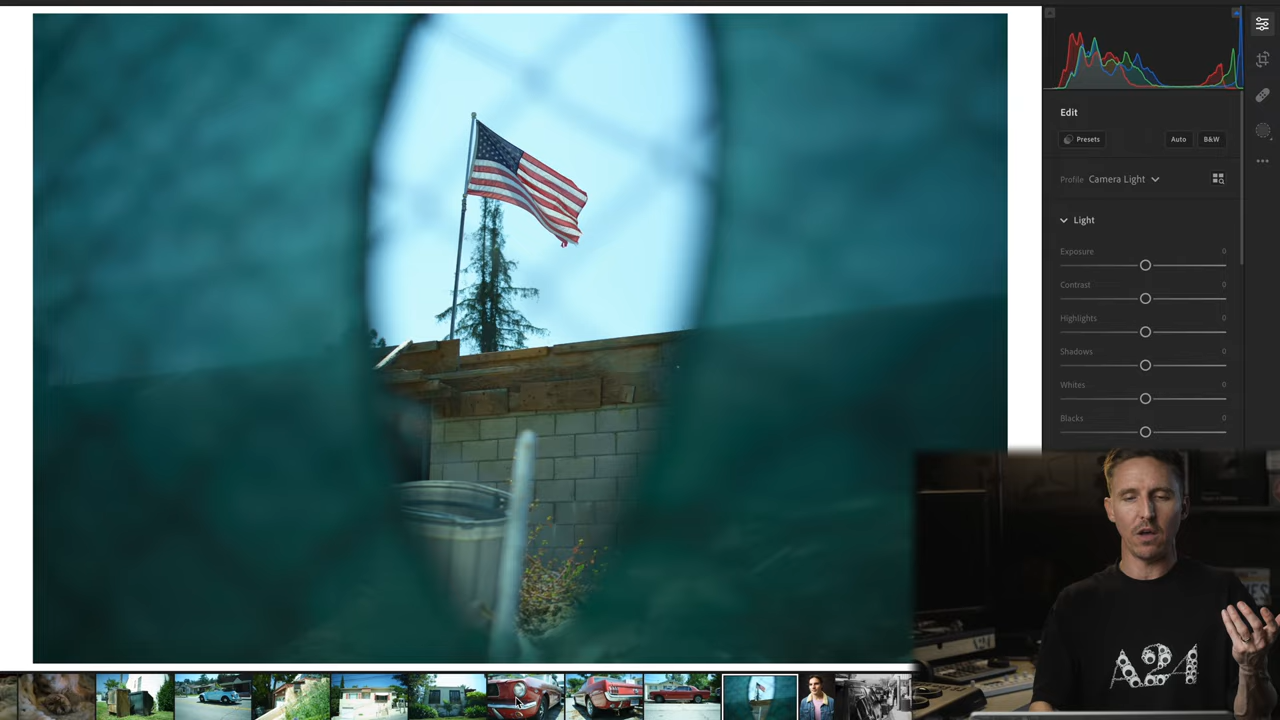 Edit
Presets
Auto
B&W
Profile Camera Light
Light
Exposure 0
Contrast 0
Highlights 0
Shadows 0
Whites 0
Blacks 0
A24